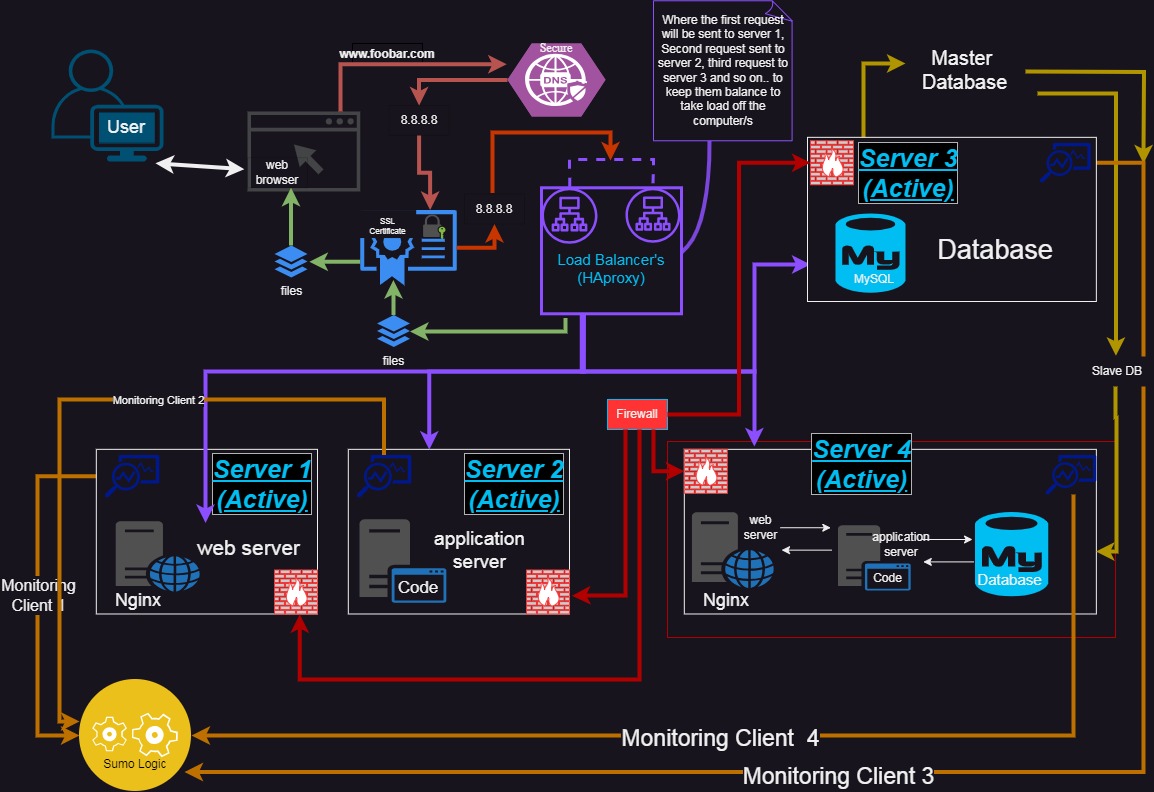 Where the first request
will be sent to server 1,
Second request sent to
server 2, third request to
server 3 and so on.. to
keep them balance to
take load off the
computer/s
www.foobar.com
Secure
DNS
8.8.8.8
User
web
browser
SSL
Certificate
8.8.8.8
files
files
Load Balancer's
(HAproxy)
Master
Database
Server 3
(Active)
My
MySQL
Database
Slave DB
Monitoring Client 2
Firewall
Server 1
(Active)
web server
Nginx
Server 2
(Active)
application
server
Code
Server 4
(Active)
web
server
application
server
Code
My
Database
Nginx
Monitoring
Client 1
Sumo Logic
Monitoring Client 4
Monitoring Client 3